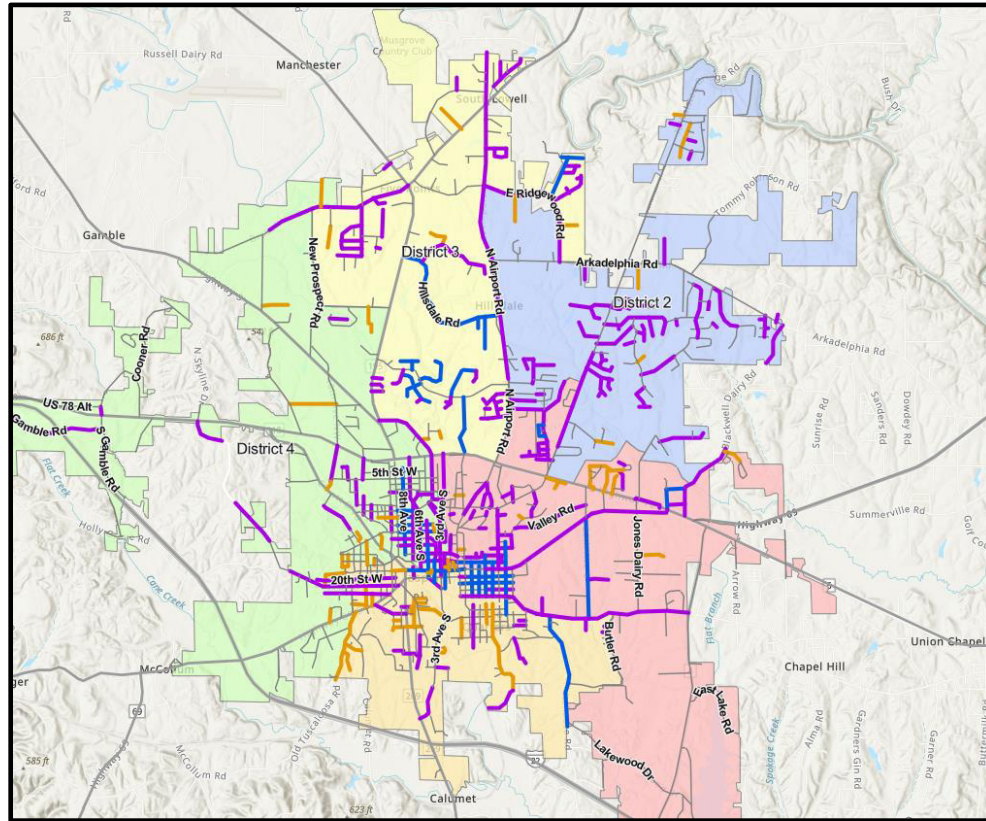 Russell Dairy Rd
Manchester
Musgrove
Country Club
South Lowell
Bush Dr
Tommy Robinson Rd
E Ridgewood Rd
Gamble
New Prospect Rd
District 3
N Airport Rd
Arkadelphia Rd
Hillsdale Rd
District 2
686 ft
Cooner Rd
N Skyline D
Arkadelphia Rd
US 78 Alt
Gamble Rd
S Gamble Rd
N Airport Rd
Blackwell Dairy Rd
Sunrise Rd
Sanders Rd
Dowdey Rd
District 4
5th St W
8th Ave
6th Ave S
3rd Ave S
Valley Rd
Jones Dairy Rd
Highway 69
Summerville Rd
Flat Creek
Cane Creek
20th St W
Arrow Rd
3rd Ave S
Butler Rd
Union Chapel
Chapel Hill
McCollum
69
Old Tuscaloosa Rd
East Lake Rd
Lakewood Dr
Alma Rd
Gardners Gin Rd
Garner Rd
Highway 69
McCollum Rd
585 ft
623 ft
Calumet
22